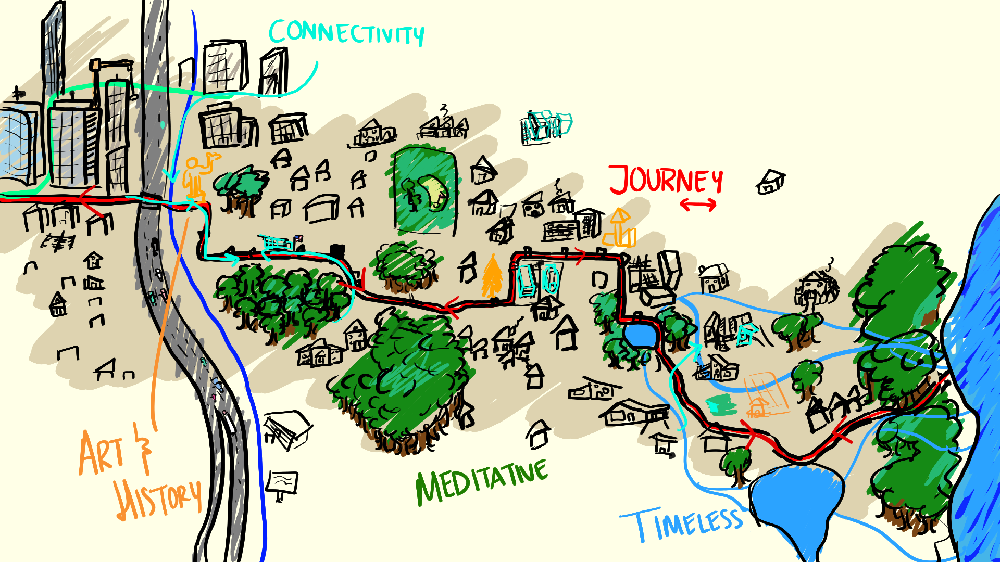 CONNECTIVITY
JOURNEY
ART &
HISTORY
MEDITATIVE
TIMELESS